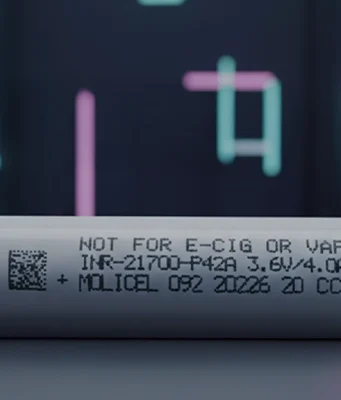 NOT FOR E-CIG OR VAP
INR-21700-P42A 3.6V/4.0A
+ MOLICEL 092 20226 20 CC